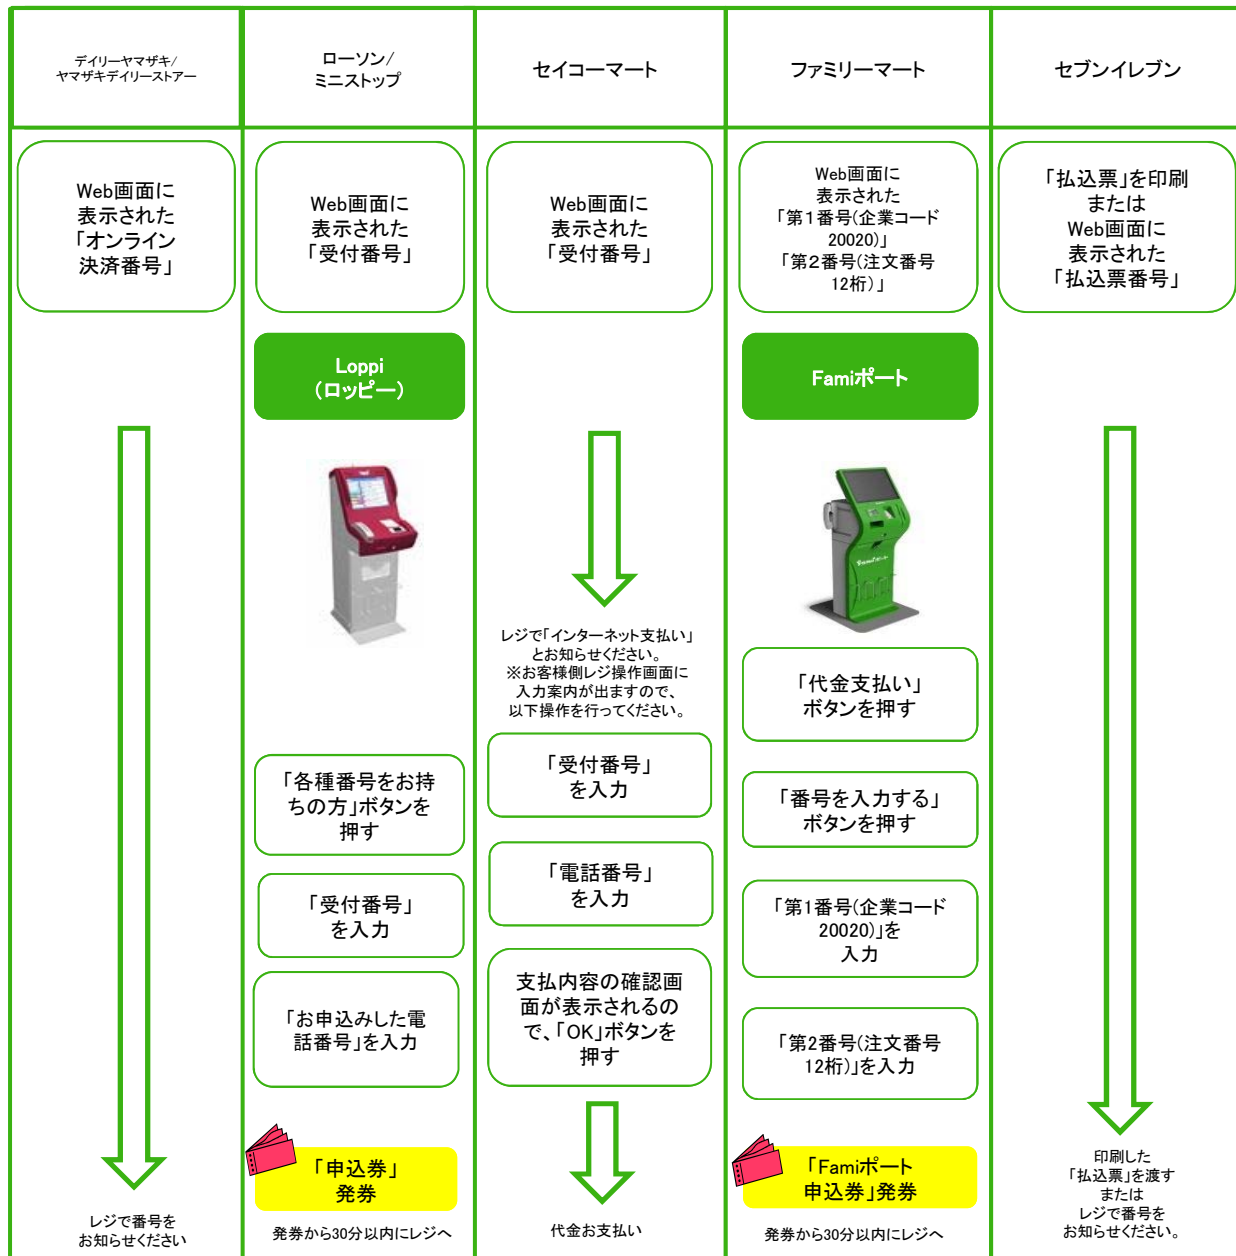 デイリーヤマザキ/
ヤマザキデイリーストアー
ローソン/
ミニストップ
セイコーマート
ファミリーマート
セブンイレブン
Web画面に
表示された
「オンライン
決済番号」
Web画面に
表示された
「受付番号」
Web画面に
表示された
「受付番号」
Web画面に
表示された
「第1番号(企業コード
20020)」
「第2番号(注文番号
12桁)」
「払込票」を印刷
または
Web画面に
表示された
「払込票番号」
Loppi
(ロッピー)
Famiポート
レジで「インターネット支払い」
とお知らせください。
※お客様側レジ操作画面に
入力案内が出ますので、
以下操作を行ってください。
「各種番号をお持
ちの方」ボタンを
押す
「受付番号」
を入力
「お申込みした電
話番号」を入力
「受付番号」
を入力
「電話番号」
を入力
支払内容の確認画
面が表示されるの
で、「OK」ボタンを
押す
「代金支払い」
ボタンを押す
「番号を入力する」
ボタンを押す
「第1番号(企業コード
20020)」を
入力
「第2番号(注文番号
12桁)」を入力
レジで番号を
お知らせください
「申込券」
発券
発券から30分以内にレジへ
代金お支払い
「Famiポート
申込券」発券
発券から30分以内にレジへ
印刷した
「払込票」を渡す
または
レジで番号を
お知らせください。